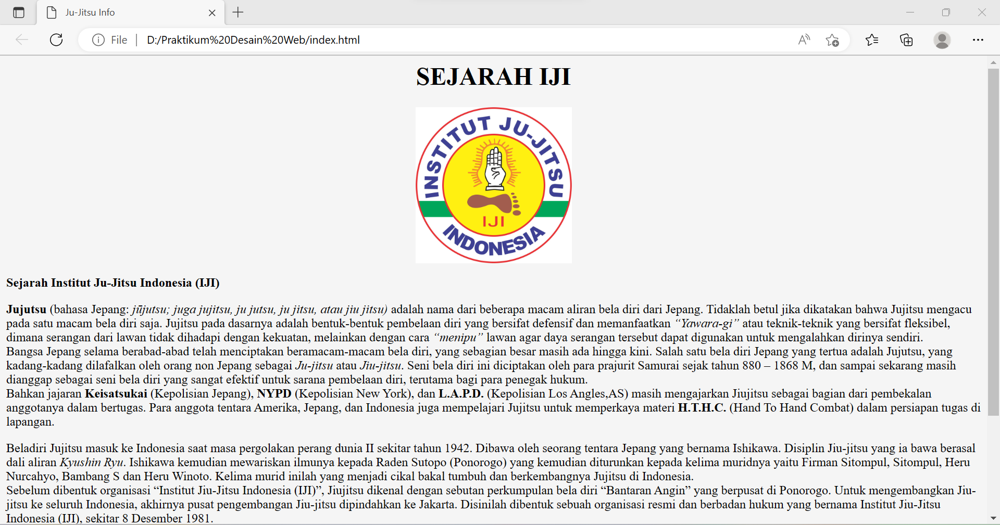 Ju-Jitsu Info
File
D:/Praktikum%20Desain%20Web/index.html
SEJARAH IJI
INSTITUT JU-JITSU
IJI
INDONESIA
Sejarah Institut Ju-Jitsu Indonesia (IJI)
Jujutsu (bahasa Jepang: jūjutsu; juga jujitsu, ju jutsu, ju jitsu, atau jiu jitsu) adalah nama dari beberapa macam aliran bela diri dari Jepang. Tidaklah betul jika dikatakan bahwa Jujitsu mengacu
pada satu macam bela diri saja. Jujitsu pada dasarnya adalah bentuk-bentuk pembelaan diri yang bersifat defensif dan memanfaatkan “Yawara-gi” atau teknik-teknik yang bersifat fleksibel,
dimana serangan dari lawan tidak dihadapi dengan kekuatan, melainkan dengan cara “menipu” lawan agar daya serangan tersebut dapat digunakan untuk mengalahkan dirinya sendiri.
Bangsa Jepang selama berabad-abad telah menciptakan beramacam-macam bela diri, yang sebagian besar masih ada hingga kini. Salah satu bela diri Jepang yang tertua adalah Jujutsu, yang
kadang-kadang dilafalkan oleh orang non Jepang sebagai Ju-jitsu atau Jiu-jitsu. Seni bela diri ini diciptakan oleh para prajurit Samurai sejak tahun 880 – 1868 M, dan sampai sekarang masih
dianggap sebagai seni bela diri yang sangat efektif untuk sarana pembelaan diri, terutama bagi para penegak hukum.
Bahkan jajaran Keisatsukai (Kepolisian Jepang), NYPD (Kepolisian New York), dan L.A.P.D. (Kepolisian Los Angles,AS) masih mengajarkan Jiujitsu sebagai bagian dari pembekalan
anggotanya dalam bertugas. Para anggota tentara Amerika, Jepang, dan Indonesia juga mempelajari Jujitsu untuk memperkaya materi H.T.H.C. (Hand To Hand Combat) dalam persiapan tugas di
lapangan.
Beladiri Jujitsu masuk ke Indonesia saat masa pergolakan perang dunia II sekitar tahun 1942. Dibawa oleh seorang tentara Jepang yang bernama Ishikawa. Disiplin Jiu-jitsu yang ia bawa berasal
dali aliran Kyushin Ryu. Ishikawa kemudian mewariskan ilmunya kepada Raden Sutopo (Ponorogo) yang kemudian diturunkan kepada kelima muridnya yaitu Firman Sitompul, Sitompul, Heru
Nurcahyo, Bambang S dan Heru Winoto. Kelima murid inilah yang menjadi cikal bakal tumbuh dan berkembangnya Jujitsu di Indonesia.
Sebelum dibentuk organisasi “Institut Jiu-Jitsu Indonesia (IJI)”, Jiujitsu dikenal dengan sebutan perkumpulan bela diri “Bantaran Angin” yang berpusat di Ponorogo. Untuk mengembangkan Jiu-
jitsu ke seluruh Indonesia, akhirnya pusat pengembangan Jiu-jitsu dipindahkan ke Jakarta. Disinilah dibentuk sebuah organisasi resmi dan berbadan hukum yang bernama Institut Jiu-Jitsu
Indonesia (IJI), sekitar 8 Desember 1981.